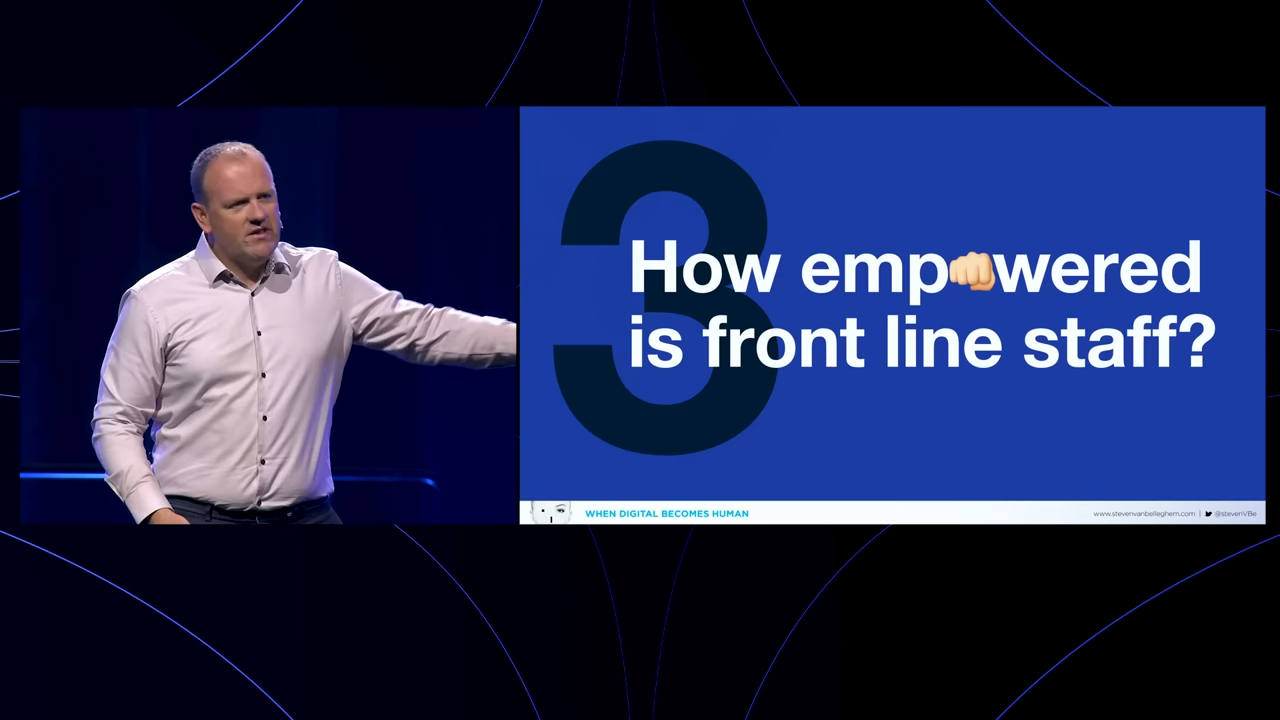 3
How emp👊🏻wered
is front line staff?
WHEN DIGITAL BECOMES HUMAN
www.stevenvanbelleghem.com | @stevenVBe